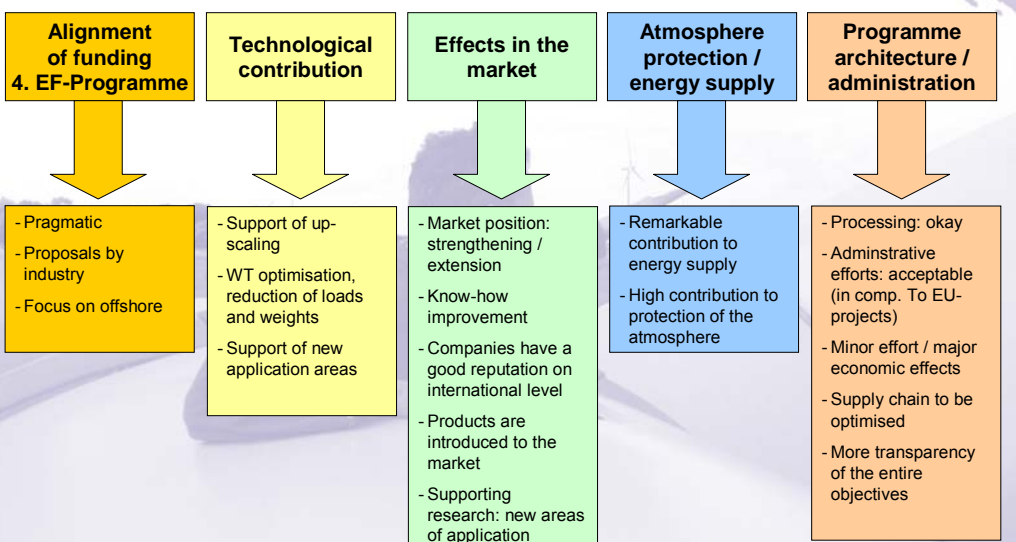 Alignment
of funding
4. EF-Programme
Technological
contribution
Effects in the
market
Atmosphere
protection /
energy supply
Programme
architecture /
administration
- Pragmatic
- Proposals by
industry
- Focus on offshore
- Support of up-
scaling
- WT optimisation,
reduction of loads
and weights
- Support of new
application areas
- Market position:
strengthening /
extension
- Know-how
improvement
- Companies have a
good reputation on
international level
- Products are
introduced to the
market
- Supporting
research: new areas
of application
- Remarkable
contribution to
energy supply
- High contribution to
protection of the
atmosphere
- Processing: okay
- Adminstrative
efforts: acceptable
(in comp. To EU-
projects)
- Minor effort / major
economic effects
- Supply chain to be
optimised
- More transparency
of the entire
objectives